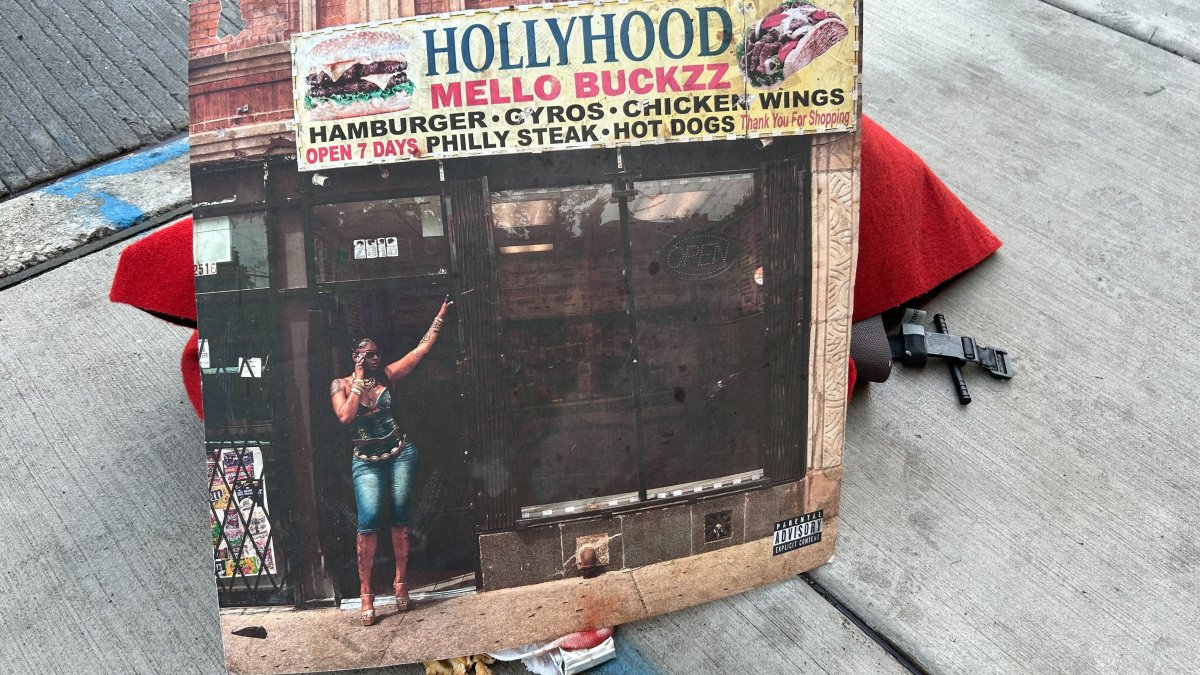 HOLLYHOOD
MELLO BUCKZZ
HAMBURGER • GYROS • CHICKEN WINGS
OPEN 7 DAYS PHILLY STEAK • HOT DOGS Thank You For Shopping
OPEN
2516
PARENTAL
ADVISORY
EXPLICIT CONTENT